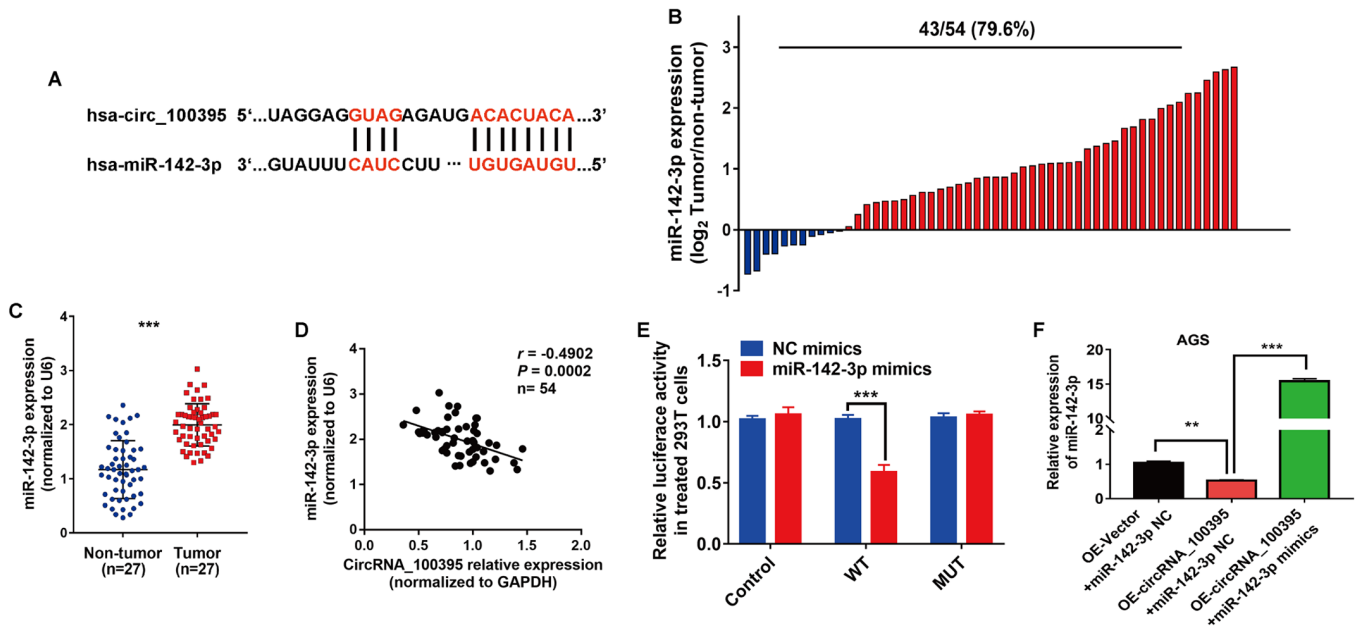 A
hsa-circ_100395 5‘...UAGGAGGUAGAGAUGACACUACA...3’
hsa-miR-142-3p 3‘...GUAUUUCAUCCUU ... UGUGAUGU...5’
B
43/54 (79.6%)
miR-142-3p expression
(log2 Tumor/non-tumor)
3
2
1
0
-1
C
***
miR-142-3p expression
(normalized to U6)
4
3
2
1
0
Non-tumor
(n=27)
Tumor
(n=27)
D
r = -0.4902
P = 0.0002
n= 54
miR-142-3p expression
(normalized to U6)
4
3
2
1
0
0.0 0.5 1.0 1.5 2.0
CircRNA_100395 relative expression
(normalized to GAPDH)
E
NC mimics
miR-142-3p mimics
***
Relative luciferace activity
in treated 293T cells
1.5
1.0
0.5
0.0
Control
WT
MUT
F
AGS
***
**
Relative expression
of miR-142-3p
20
15
10
1
0
OE-Vector
+miR-142-3p NC
OE-circRNA_100395
+miR-142-3p NC
OE-circRNA_100395
+miR-142-3p mimics